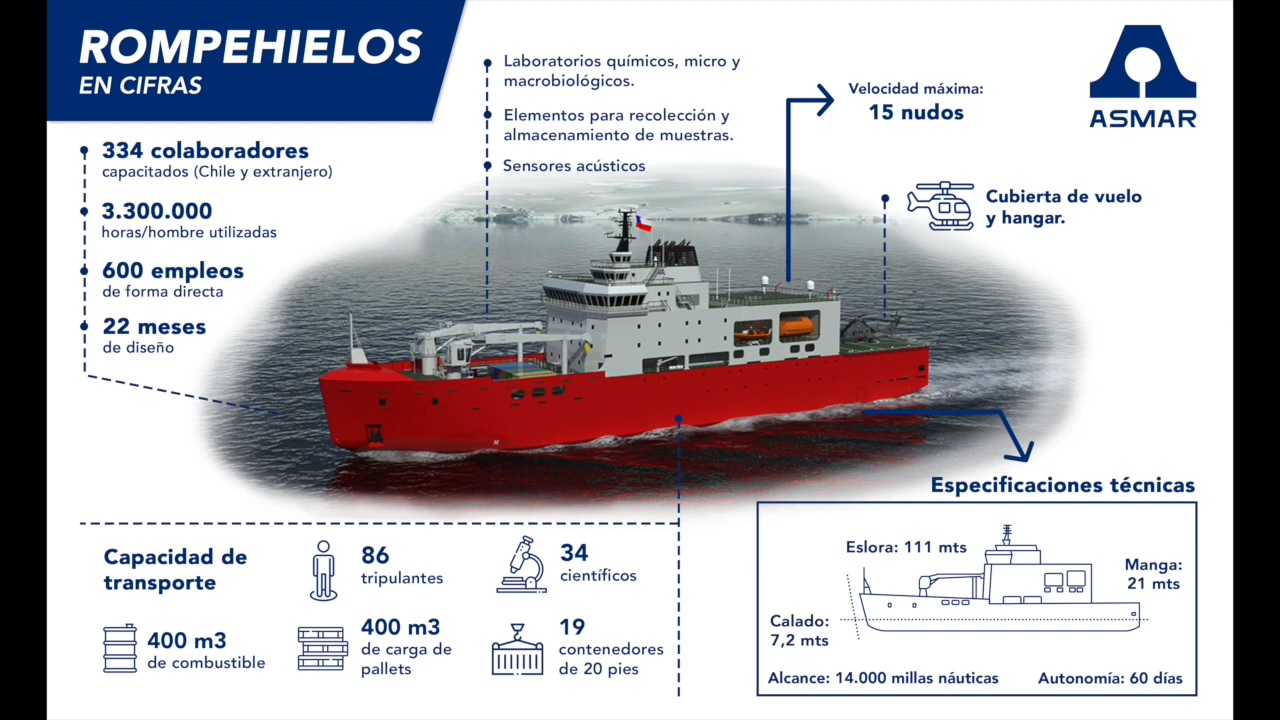 ROMPEHIELOS
EN CIFRAS
334 colaboradores
capacitados (Chile y extranjero)
3.300.000
horas/hombre utilizadas
600 empleos
de forma directa
22 meses
de diseño
Laboratorios químicos, micro y
macrobiológicos.
Elementos para recolección y
almacenamiento de muestras.
Sensores acústicos
Velocidad máxima:
15 nudos
ASMAR
Cubierta de vuelo
y hangar.
Capacidad de
transporte
86
tripulantes
34
científicos
400 m3
de combustible
400 m3
de carga de
pallets
19
contenedores
de 20 pies
Especificaciones técnicas
Eslora: 111 mts
Manga:
21 mts
Calado:
7,2 mts
Alcance: 14.000 millas náuticas
Autonomía: 60 días